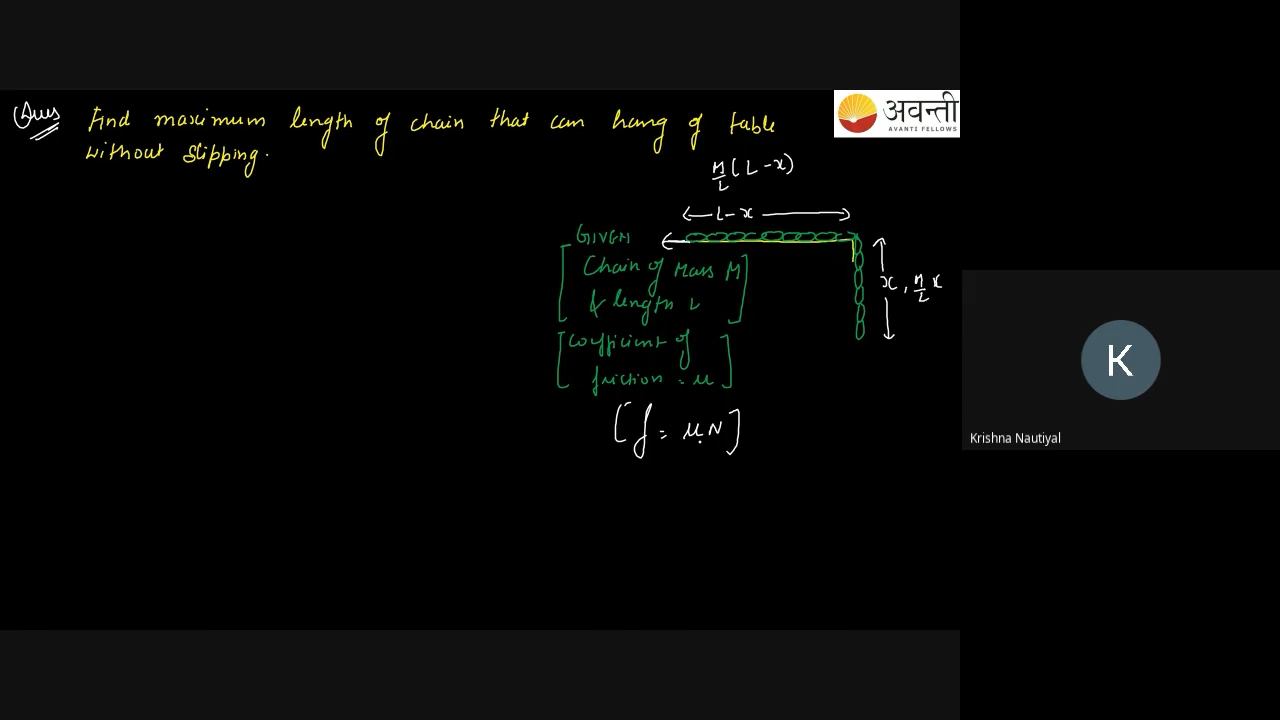 Ques Find maximum length of chain that can hang of table
without slipping.
अवन्ती
AVANTI FELLOWS
M/L (L-x)
L-x
GIVEN
Chain of Mass M
& length L
x, M/L x
Coefficient of
friction = μ
[f = μN]
K
Krishna Nautiyal